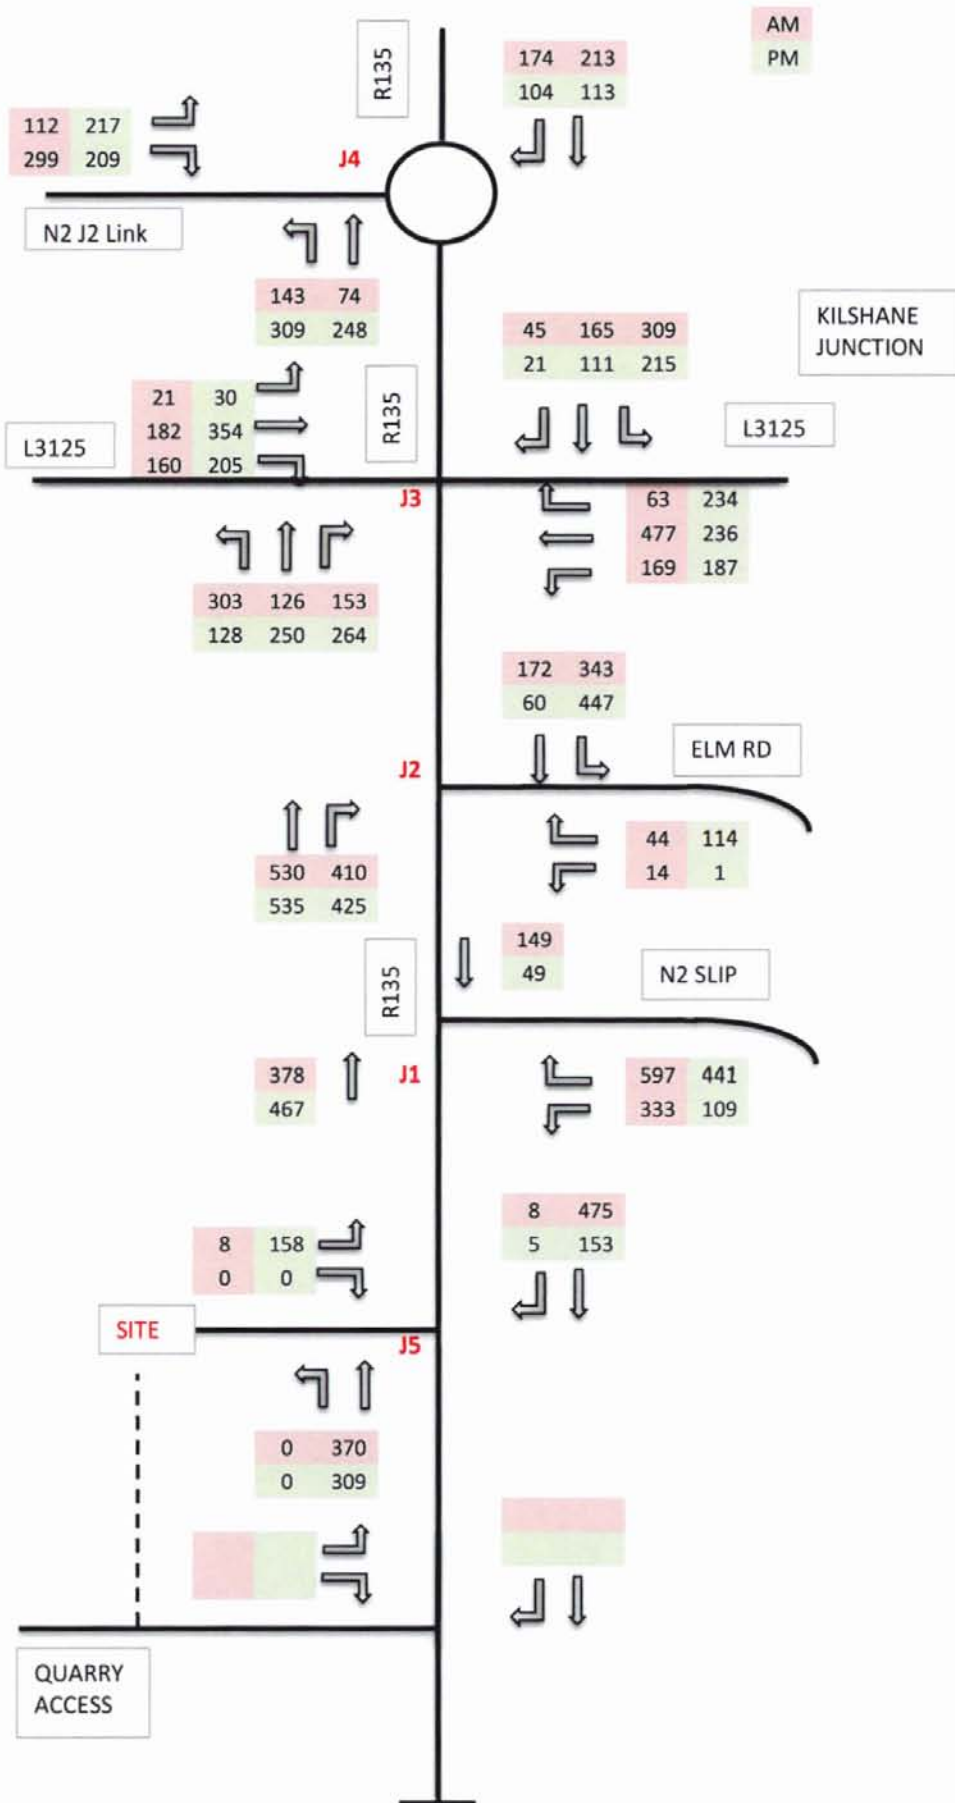 AM
PM
R135
174 213
104 113
112 217
299 209
J4
N2 J2 Link
143 74
309 248
45 165 309
21 111 215
KILSHANE
JUNCTION
R135
21 30
182 354
160 205
L3125
L3125
J3
63 234
477 236
169 187
303 126 153
128 250 264
172 343
60 447
ELM RD
J2
44 114
14 1
530 410
535 425
149
49
R135
N2 SLIP
J1
378
467
597 441
333 109
8 475
5 153
8 158
0 0
SITE
J5
0 370
0 309
QUARRY
ACCESS